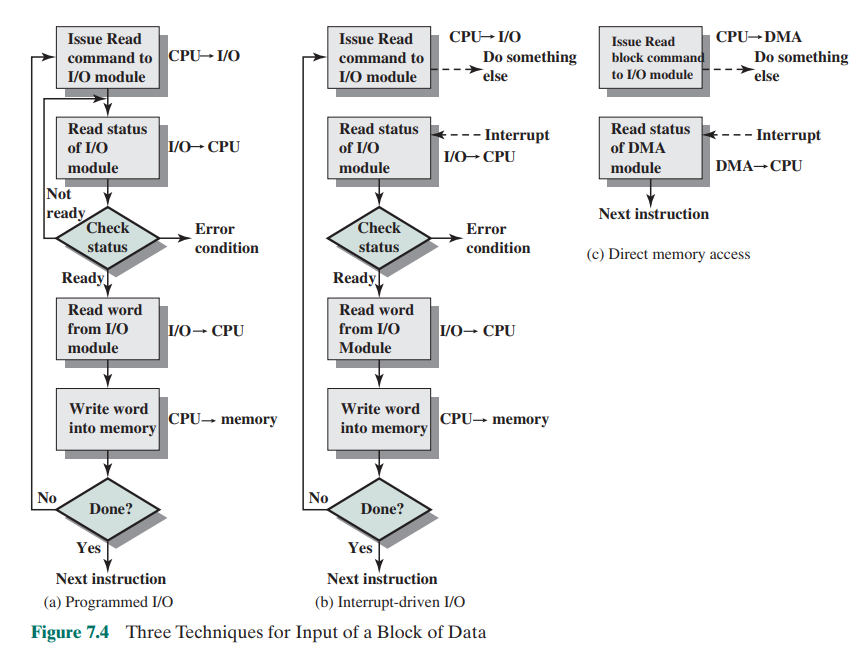 Issue Read
command to
I/O module
CPU→ I/O
Read status
of I/O
module
I/O→ CPU
Not
ready
Check
status
Error
condition
Ready
Read word
from I/O
module
I/O→ CPU
Write word
into memory
CPU→ memory
No
Done?
Yes
Next instruction
(a) Programmed I/O
Issue Read
command to
I/O module
CPU→ I/O
Do something
else
Read status
of I/O
module
Interrupt
I/O→ CPU
Check
status
Error
condition
Ready
Read word
from I/O
Module
I/O→ CPU
Write word
into memory
CPU→ memory
No
Done?
Yes
Next instruction
(b) Interrupt-driven I/O
Issue Read
block command
to I/O module
CPU→DMA
Do something
else
Read status
of DMA
module
Interrupt
DMA→CPU
Next instruction
(c) Direct memory access
Figure 7.4 Three Techniques for Input of a Block of Data